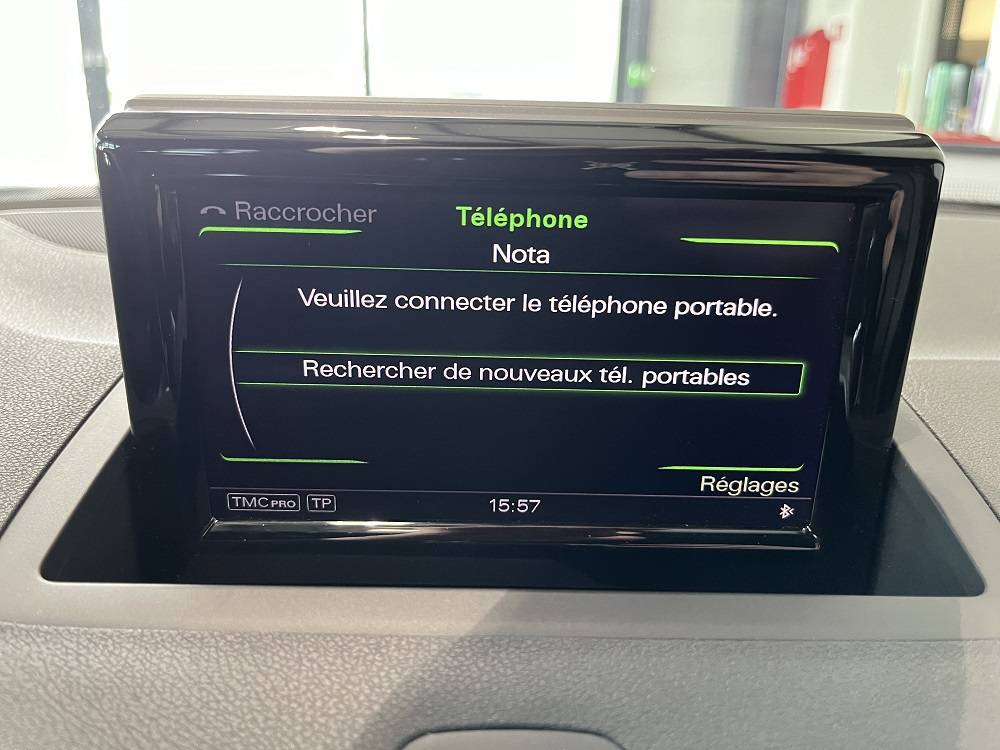 Raccrocher
Téléphone
Nota
Veuillez connecter le téléphone portable.
Rechercher de nouveaux tél. portables
Réglages
TMC PRO TP 15:57